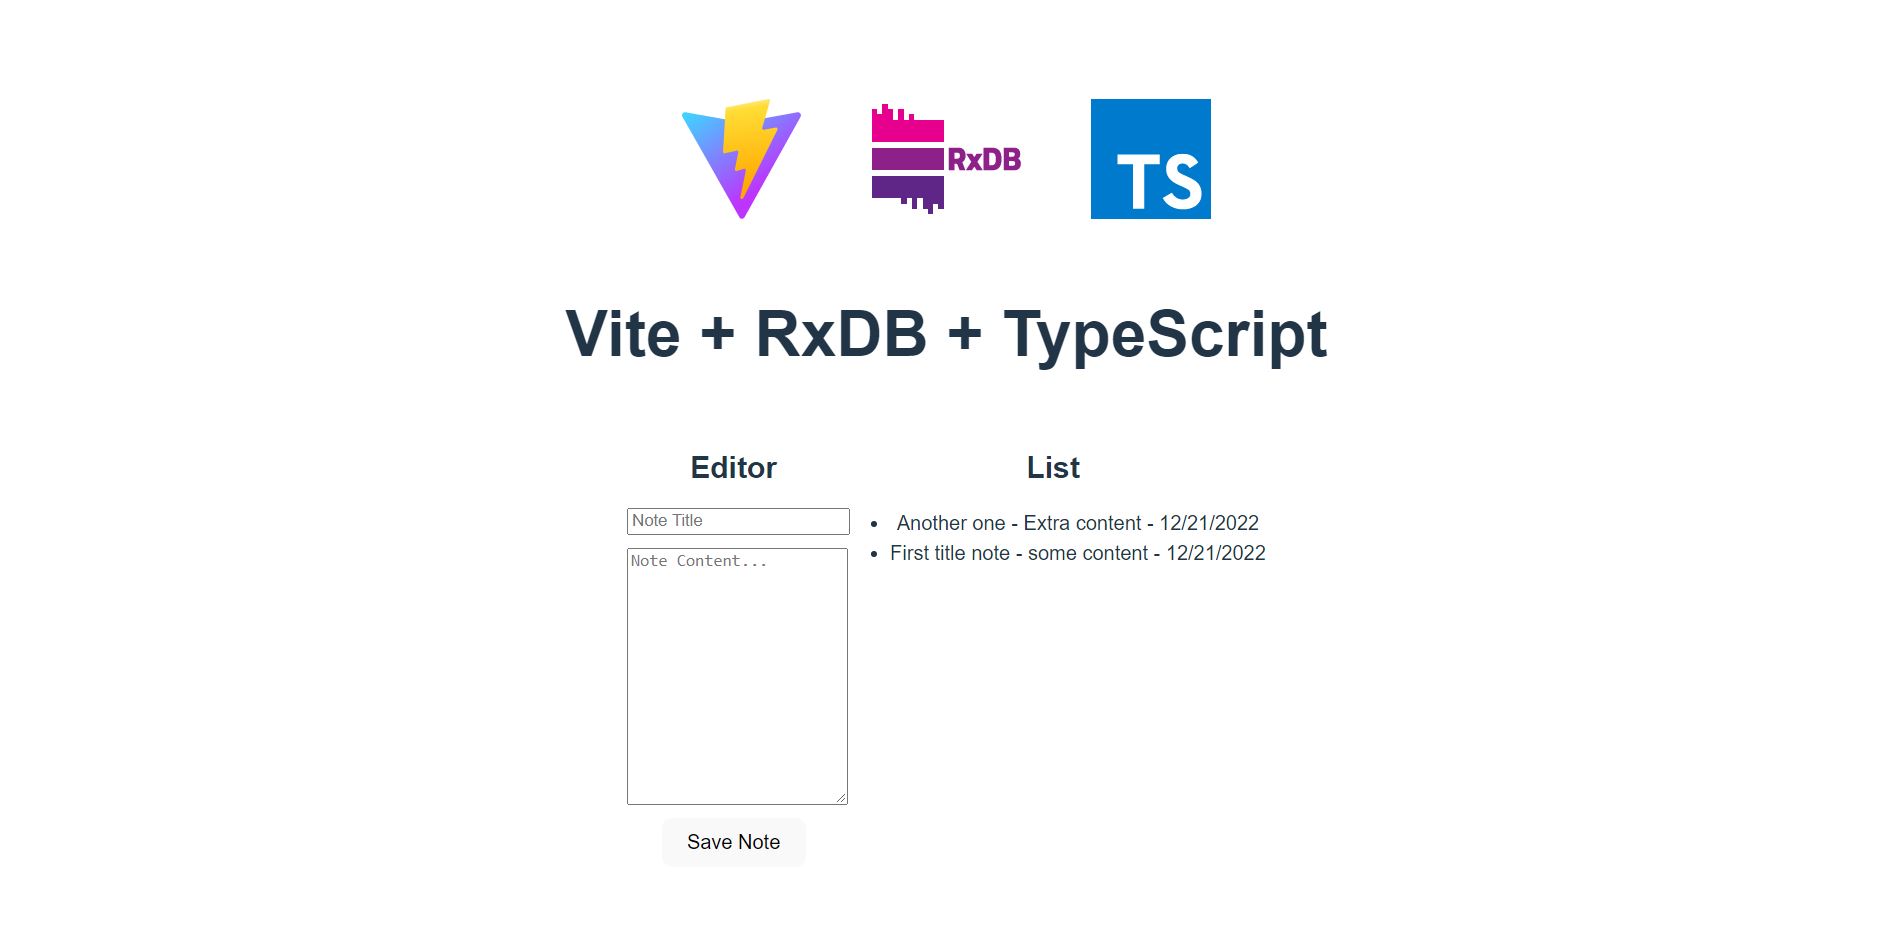 RxDB
TS
Vite + RxDB + TypeScript
Editor
Note Title
Note Content...
Save Note
List
Another one - Extra content - 12/21/2022
First title note - some content - 12/21/2022